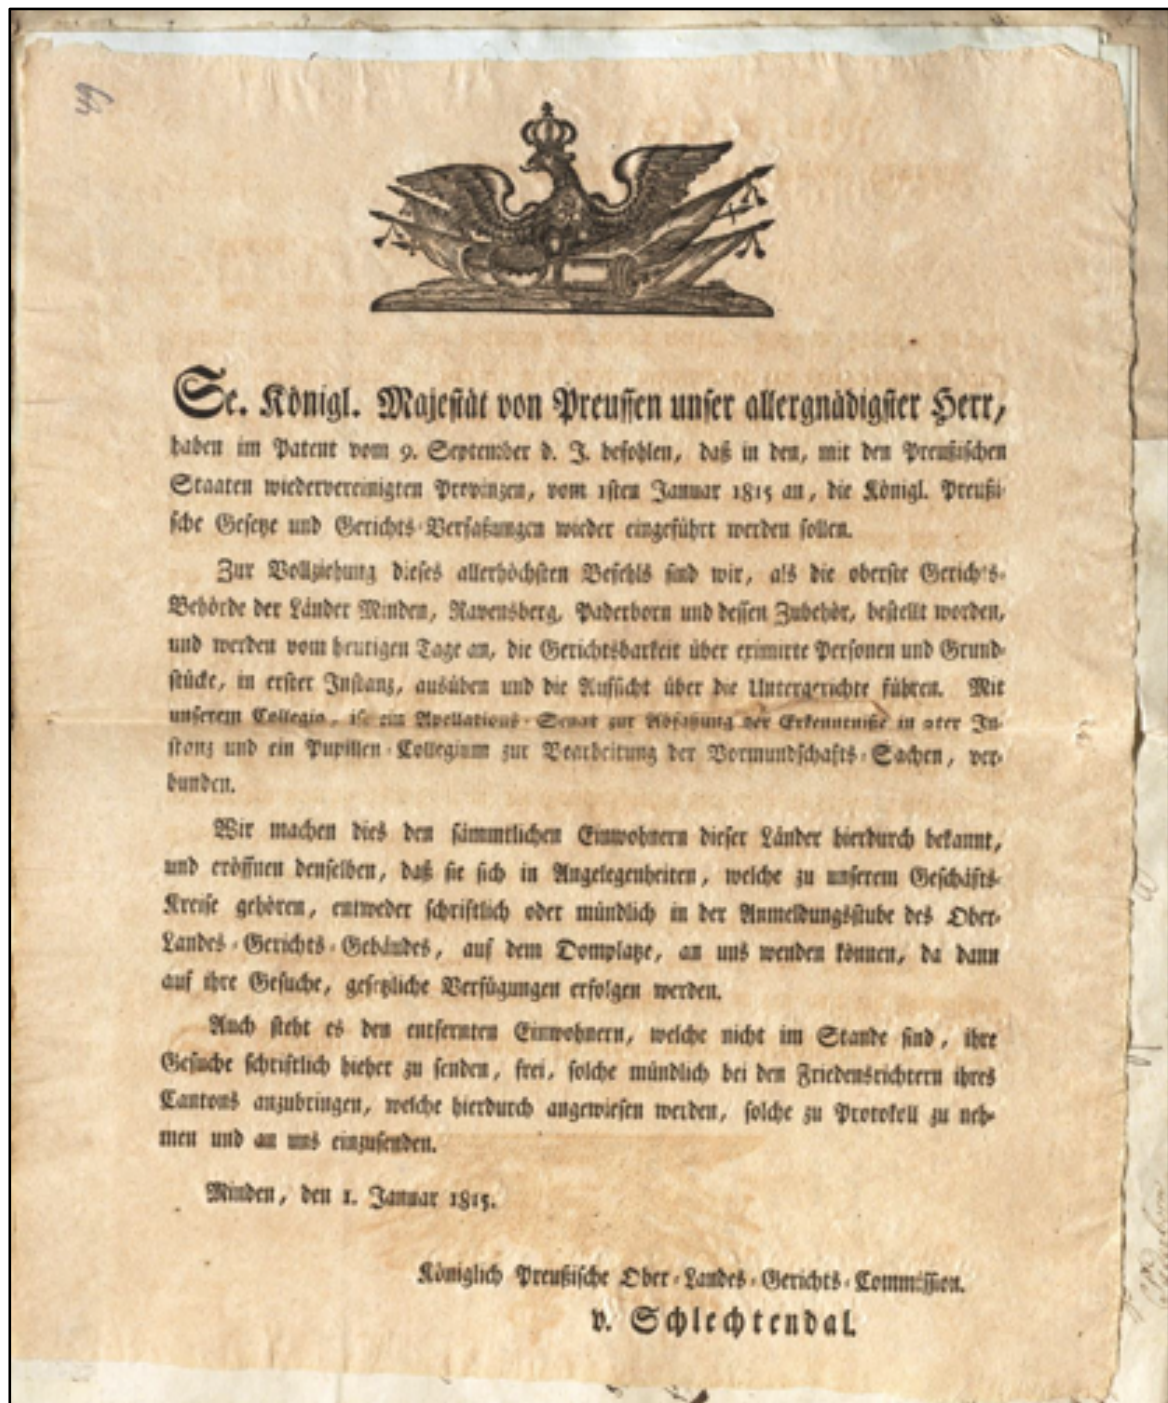 49
Se. Königl. Majestät von Preussen unser allergnädigster Herr,
haben im Patent vom 9. September d. J. befohlen, daß in den, mit den Preußischen
Staaten wiedervereinigten Provinzen, vom 1sten Januar 1815 an, die Königl. Preußi-
sche Gesetze und Gerichts-Verfaßungen wieder eingeführt werden sollen.
Zur Vollziehung dieses allerhöchsten Befehls sind wir, als die oberste Gerichts-
Behörde der Länder Minden, Ravensberg, Paderborn und dessen Zubehör, bestellt worden,
und werden vom heutigen Tage an, die Gerichtsbarkeit über eximirte Personen und Grund-
stücke, in erster Instanz, ausüben und die Aufsicht über die Untergerichte führen. Mit
unserem Collegio, ist ein Apellations-Senat zur Abfaßung der Erkenntniße in 2ter In-
stanz und ein Pupillen-Collegium zur Bearbeitung der Vormundschafts-Sachen, ver-
bunden.
Wir machen dies den sämmtlichen Einwohnern dieser Länder hierdurch bekannt,
und eröffnen denselben, daß sie sich in Angelegenheiten, welche zu unserem Geschäfts-
Kreise gehören, entweder schriftlich oder mündlich in der Anmeldungsstube des Ober-
Landes-Gerichts-Gebäudes, auf dem Domplatze, an uns wenden können, da dann
auf ihre Gesuche, gesetzliche Verfügungen erfolgen werden.
Auch steht es den entfernten Einwohnern, welche nicht im Stande sind, ihre
Gesuche schriftlich hieher zu senden, frei, solche mündlich bei den Friedensrichtern ihres
Cantons anzubringen, welche hierdurch angewiesen werden, solche zu Protokoll zu neh-
men und an uns einzusenden.
Minden, den 1. Januar 1815.
Königlich Preußische Ober-Landes-Gerichts-Commission.
v. Schlechtendal.